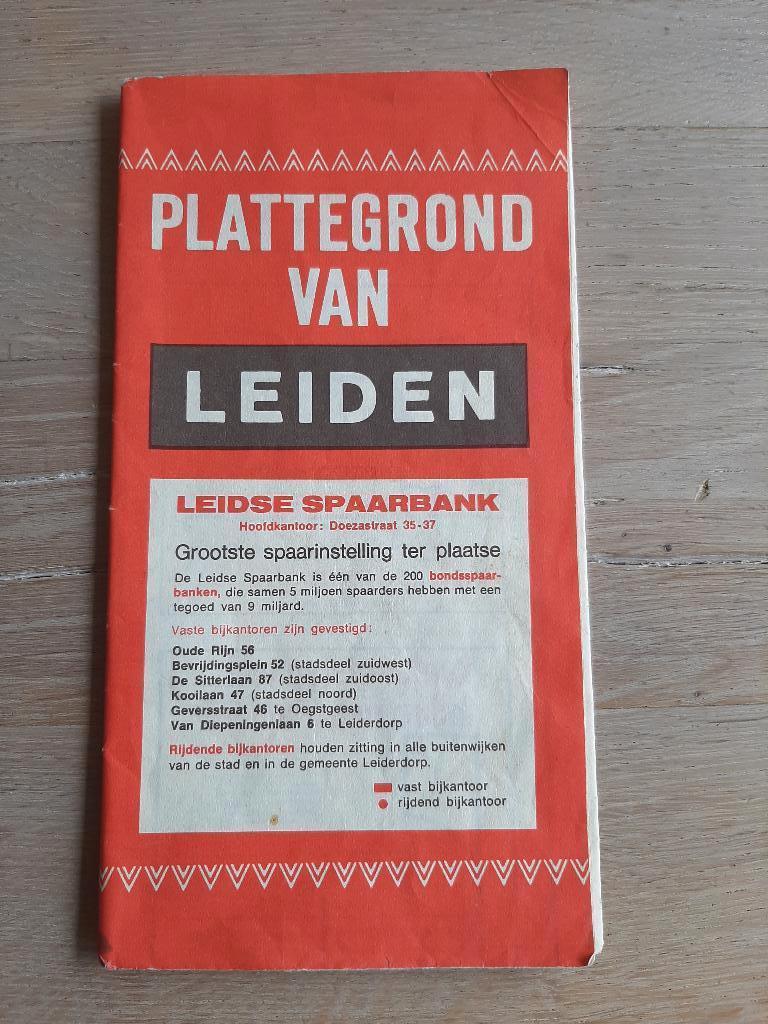 PLATTEGROND
VAN
LEIDEN
LEIDSE SPAARBANK
Hoofdkantoor: Doezastraat 35-37
Grootste spaarinstelling ter plaatse
De Leidse Spaarbank is één van de 200 bondsspaar-
banken, die samen 5 miljoen spaarders hebben met een
tegoed van 9 miljard.
Vaste bijkantoren zijn gevestigd:
Oude Rijn 56
Bevrijdingsplein 52 (stadsdeel zuidwest)
De Sitterlaan 87 (stadsdeel zuidoost)
Kooilaan 47 (stadsdeel noord)
Geversstraat 46 te Oegstgeest
Van Diepeningenlaan 6 te Leiderdorp
Rijdende bijkantoren houden zitting in alle buitenwijken
van de stad en in de gemeente Leiderdorp.
vast bijkantoor
rijdend bijkantoor